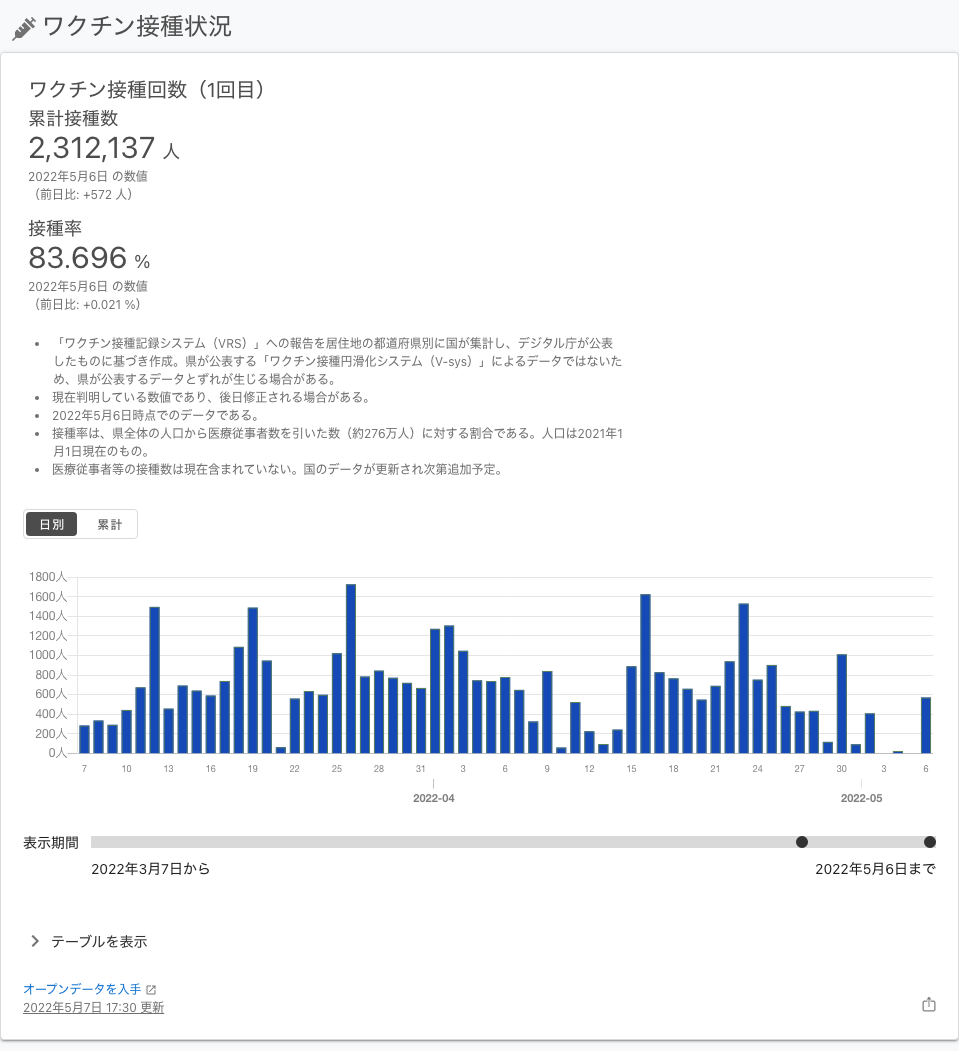 ワクチン接種状況
ワクチン接種回数（1回目）
累計接種数
2,312,137 人
2022年5月6日 の数値
（前日比: +572 人）
接種率
83.696 %
2022年5月6日 の数値
（前日比: +0.021 %）
• 「ワクチン接種記録システム（VRS）」への報告を居住地の都道府県別に国が集計し、デジタル庁が公表
したものに基づき作成。県が公表する「ワクチン接種円滑化システム（V-sys）」によるデータではないた
め、県が公表するデータとずれが生じる場合がある。
• 現在判明している数値であり、後日修正される場合がある。
• 2022年5月6日時点でのデータである。
• 接種率は、県全体の人口から医療従事者数を引いた数（約276万人）に対する割合である。人口は2021年1
月1日現在のもの。
• 医療従事者等の接種数は現在含まれていない。国のデータが更新され次第追加予定。
日別 累計
1800人
1600人
1400人
1200人
1000人
800人
600人
400人
200人
0人
7 10 13 16 19 22 25 28 31 3 6 9 12 15 18 21 24 27 30 3 6
2022-04 2022-05
表示期間
2022年3月7日から 2022年5月6日まで
テーブルを表示
オープンデータを入手
2022年5月7日 17:30 更新